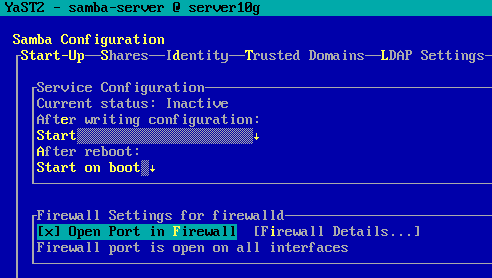 YaST2 - samba-server @ server10g
Samba Configuration
Start-Up Shares Identity Trusted Domains LDAP Settings
Service Configuration
Current status: Inactive
After writing configuration:
Start
After reboot:
Start on boot
Firewall Settings for firewalld
[x] Open Port in Firewall [Firewall Details...]
Firewall port is open on all interfaces